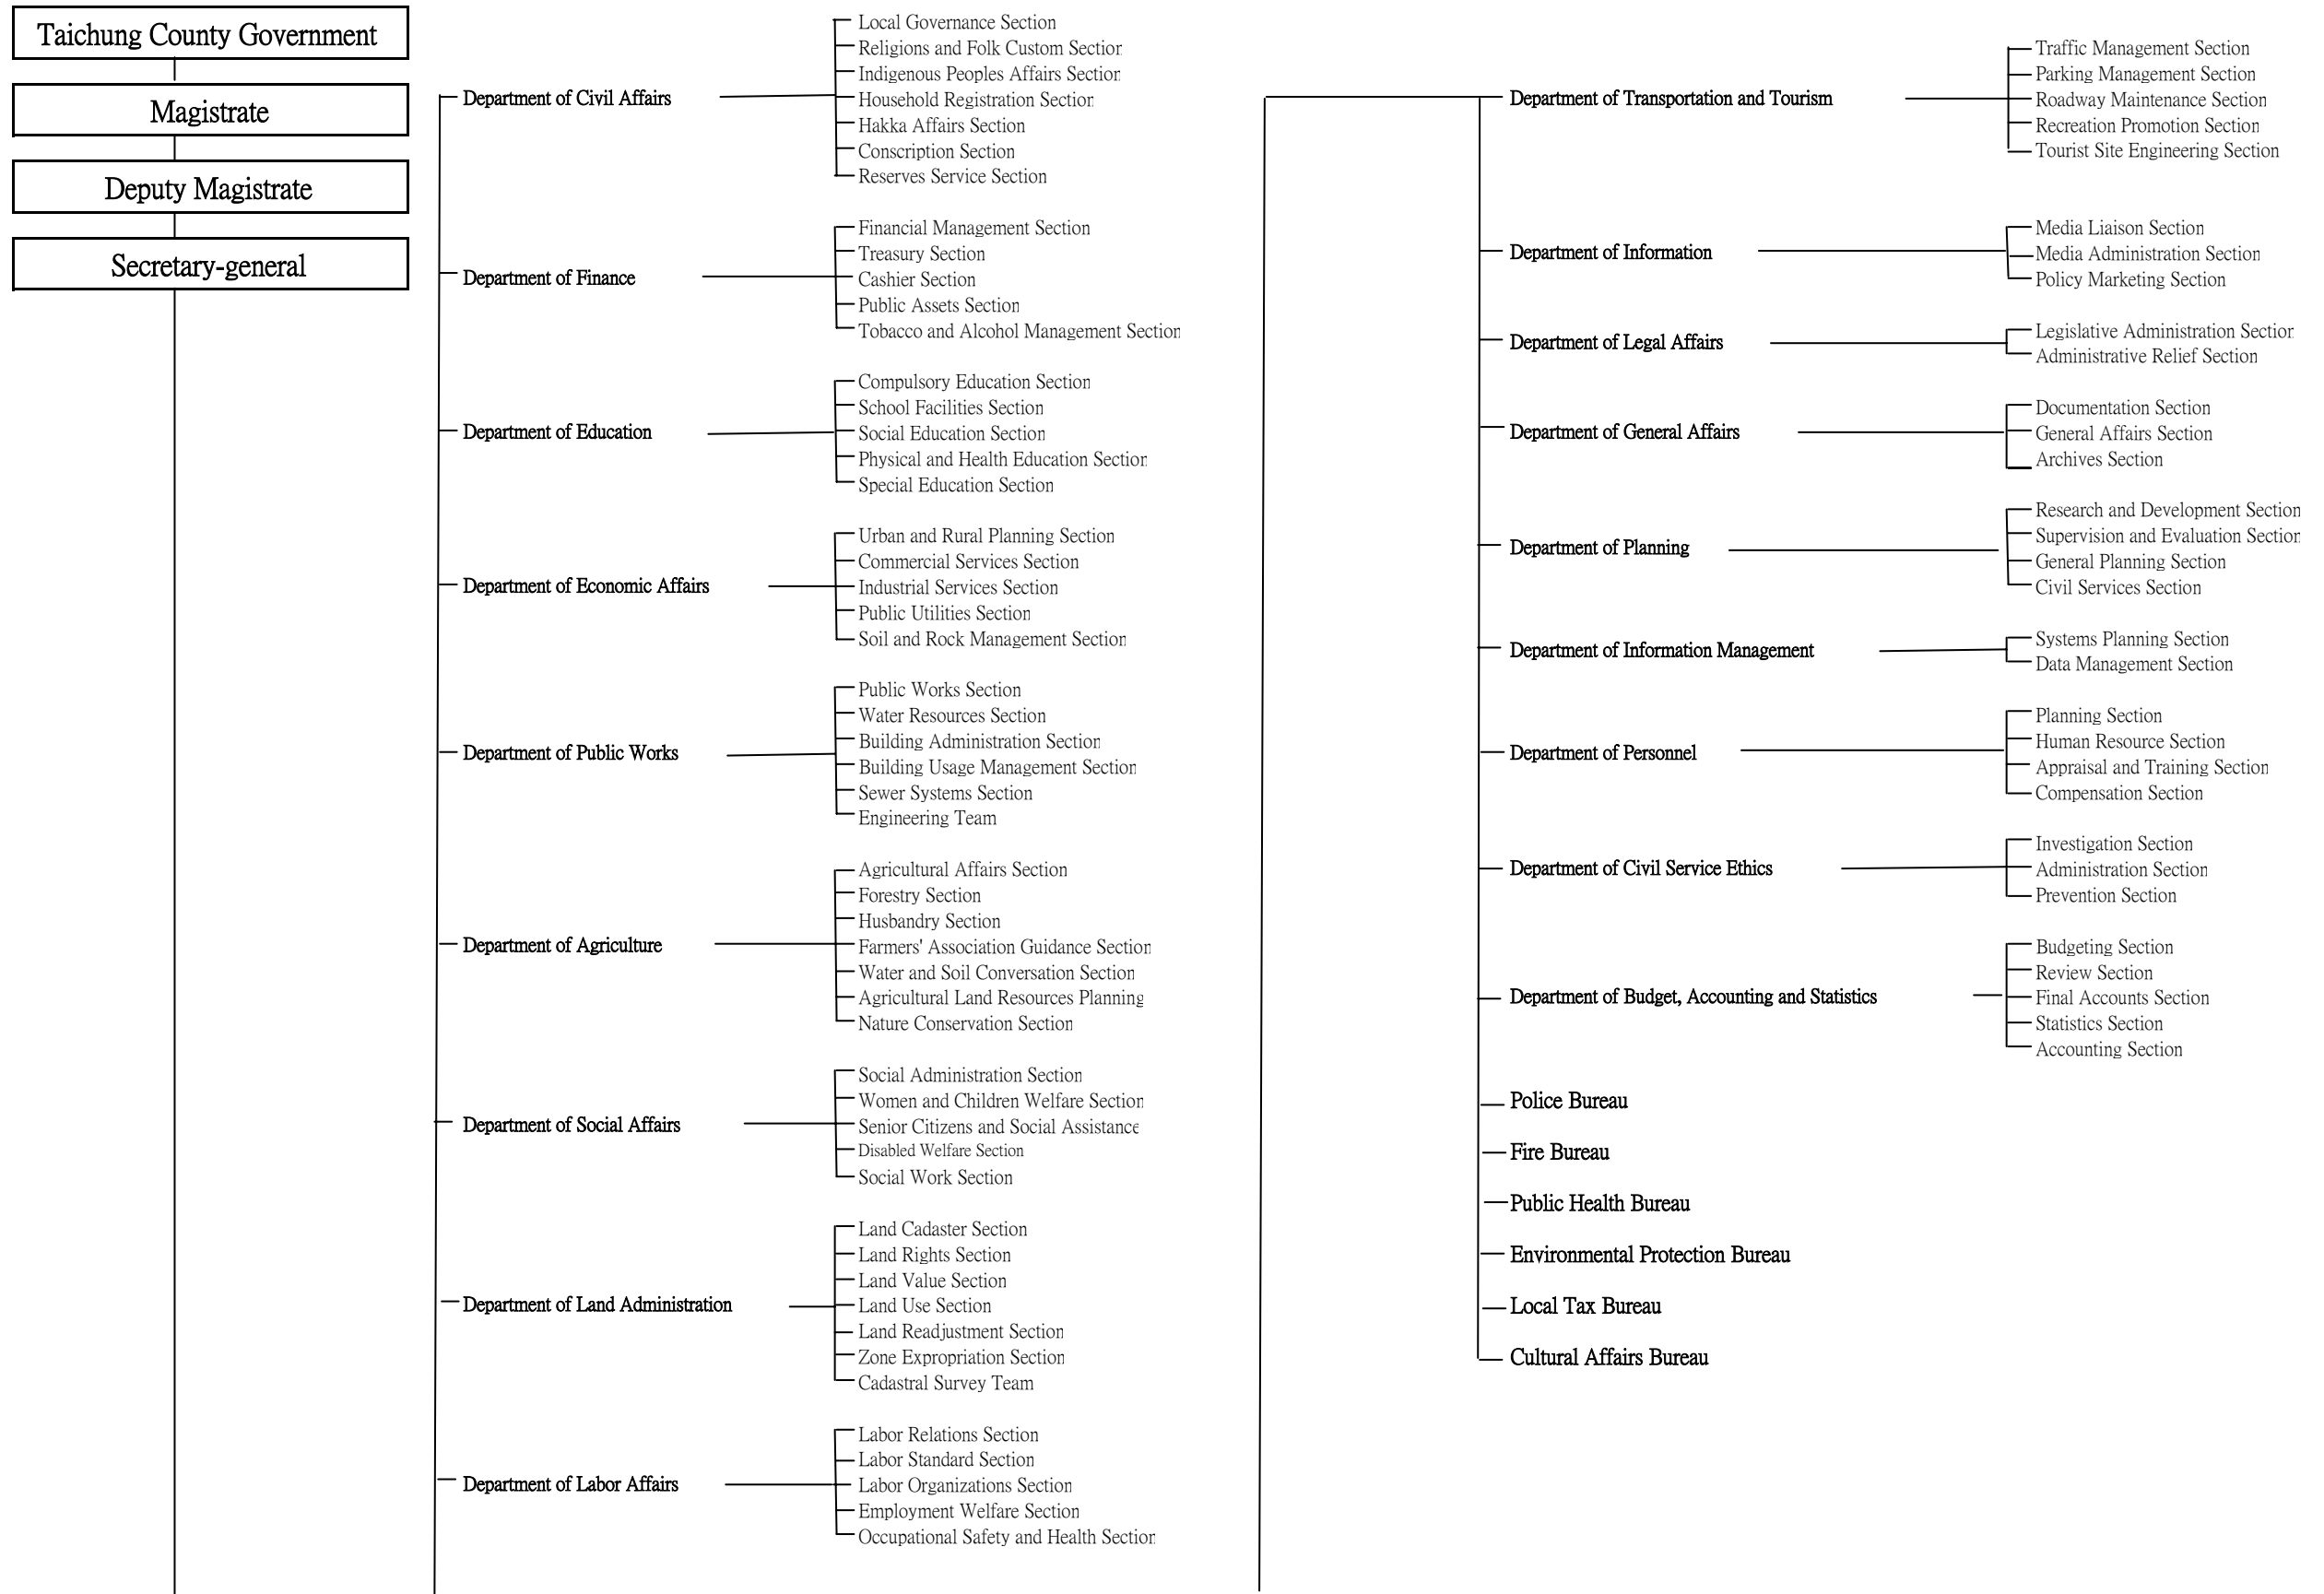 Taichung County Government
Magistrate
Deputy Magistrate
Secretary-general
Department of Civil Affairs
Local Governance Section
Religions and Folk Custom Section
Indigenous Peoples Affairs Section
Household Registration Section
Hakka Affairs Section
Conscription Section
Reserves Service Section
Department of Finance
Financial Management Section
Treasury Section
Cashier Section
Public Assets Section
Tobacco and Alcohol Management Section
Department of Education
Compulsory Education Section
School Facilities Section
Social Education Section
Physical and Health Education Section
Special Education Section
Department of Economic Affairs
Urban and Rural Planning Section
Commercial Services Section
Industrial Services Section
Public Utilities Section
Soil and Rock Management Section
Department of Public Works
Public Works Section
Water Resources Section
Building Administration Section
Building Usage Management Section
Sewer Systems Section
Engineering Team
Department of Agriculture
Agricultural Affairs Section
Forestry Section
Husbandry Section
Farmers' Association Guidance Section
Water and Soil Conversation Section
Agricultural Land Resources Planning
Nature Conservation Section
Department of Social Affairs
Social Administration Section
Women and Children Welfare Section
Senior Citizens and Social Assistance
Disabled Welfare Section
Social Work Section
Department of Land Administration
Land Cadaster Section
Land Rights Section
Land Value Section
Land Use Section
Land Readjustment Section
Zone Expropriation Section
Cadastral Survey Team
Department of Labor Affairs
Labor Relations Section
Labor Standard Section
Labor Organizations Section
Employment Welfare Section
Occupational Safety and Health Section
Department of Transportation and Tourism
Traffic Management Section
Parking Management Section
Roadway Maintenance Section
Recreation Promotion Section
Tourist Site Engineering Section
Department of Information
Media Liaison Section
Media Administration Section
Policy Marketing Section
Department of Legal Affairs
Legislative Administration Section
Administrative Relief Section
Department of General Affairs
Documentation Section
General Affairs Section
Archives Section
Department of Planning
Research and Development Section
Supervision and Evaluation Section
General Planning Section
Civil Services Section
Department of Information Management
Systems Planning Section
Data Management Section
Department of Personnel
Planning Section
Human Resource Section
Appraisal and Training Section
Compensation Section
Department of Civil Service Ethics
Investigation Section
Administration Section
Prevention Section
Department of Budget, Accounting and Statistics
Budgeting Section
Review Section
Final Accounts Section
Statistics Section
Accounting Section
Police Bureau
Fire Bureau
Public Health Bureau
Environmental Protection Bureau
Local Tax Bureau
Cultural Affairs Bureau